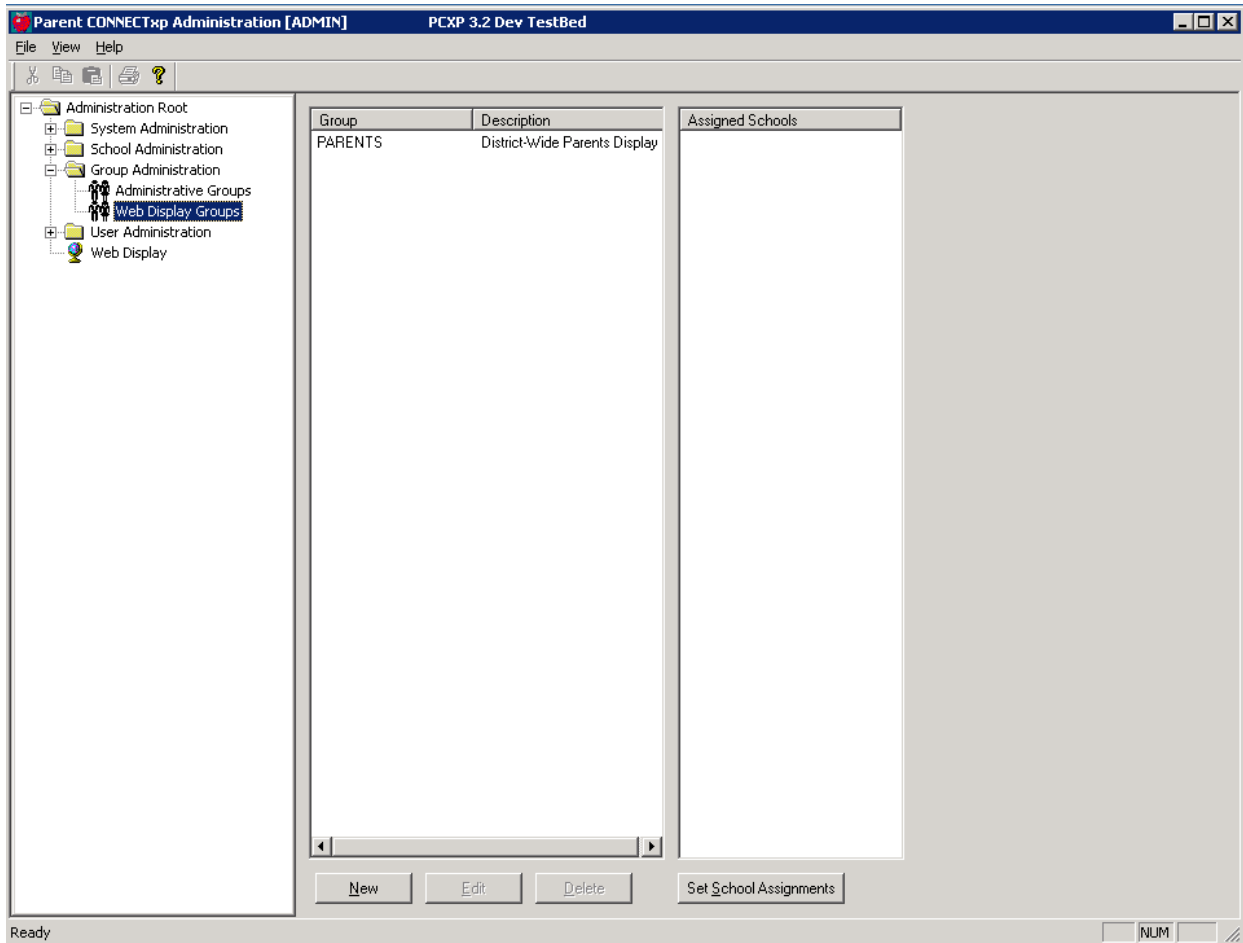 Parent CONNECTxp Administration [ADMIN] PCXP 3.2 Dev TestBed
File View Help
Administration Root
System Administration
School Administration
Group Administration
Administrative Groups
Web Display Groups
User Administration
Web Display
Group Description
PARENTS District-Wide Parents Display
Assigned Schools
New Edit Delete Set School Assignments
Ready NUM